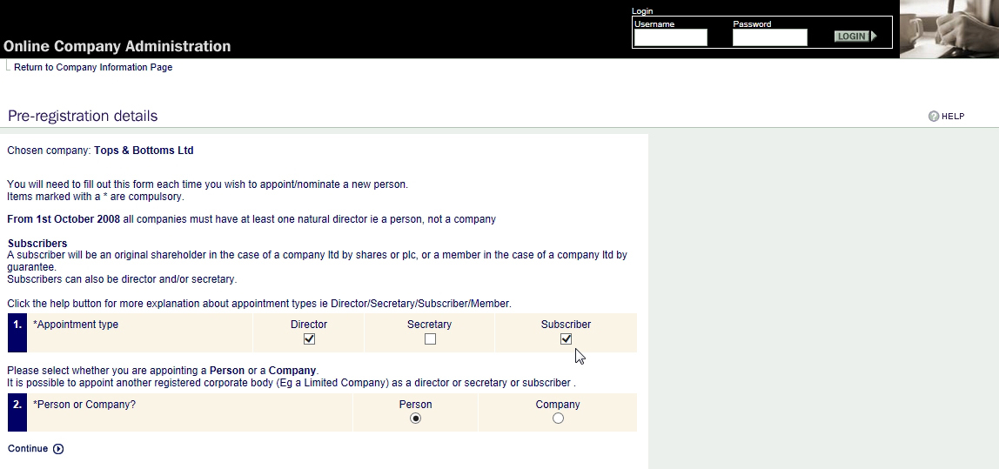 Login
Username Password
LOGIN
Online Company Administration
Return to Company Information Page
Pre-registration details
HELP
Chosen company: Tops & Bottoms Ltd
You will need to fill out this form each time you wish to appoint/nominate a new person.
Items marked with a * are compulsory.
From 1st October 2008 all companies must have at least one natural director ie a person, not a company
Subscribers
A subscriber will be an original shareholder in the case of a company ltd by shares or plc, or a member in the case of a company ltd by
guarantee.
Subscribers can also be director and/or secretary.
Click the help button for more explanation about appointment types ie Director/Secretary/Subscriber/Member.
1. *Appointment type Director Secretary Subscriber
Please select whether you are appointing a Person or a Company.
It is possible to appoint another registered corporate body (Eg a Limited Company) as a director or secretary or subscriber .
2. *Person or Company? Person Company
Continue